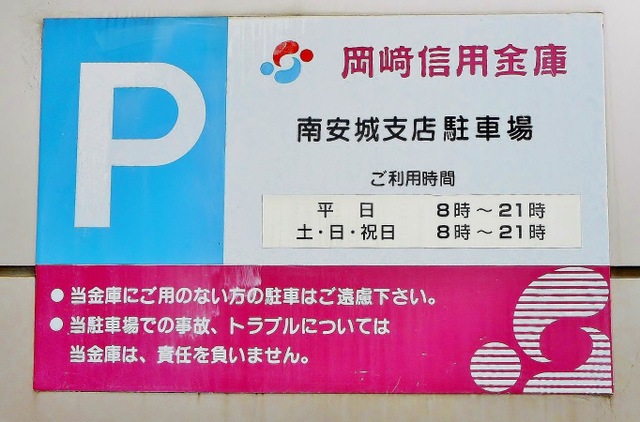 P
岡﨑信用金庫
南安城支店駐車場
ご利用時間
平 日 8時～21時
土・日・祝日 8時～21時
● 当金庫にご用のない方の駐車はご遠慮下さい。
● 当駐車場での事故、トラブルについては
当金庫は、責任を負いません。